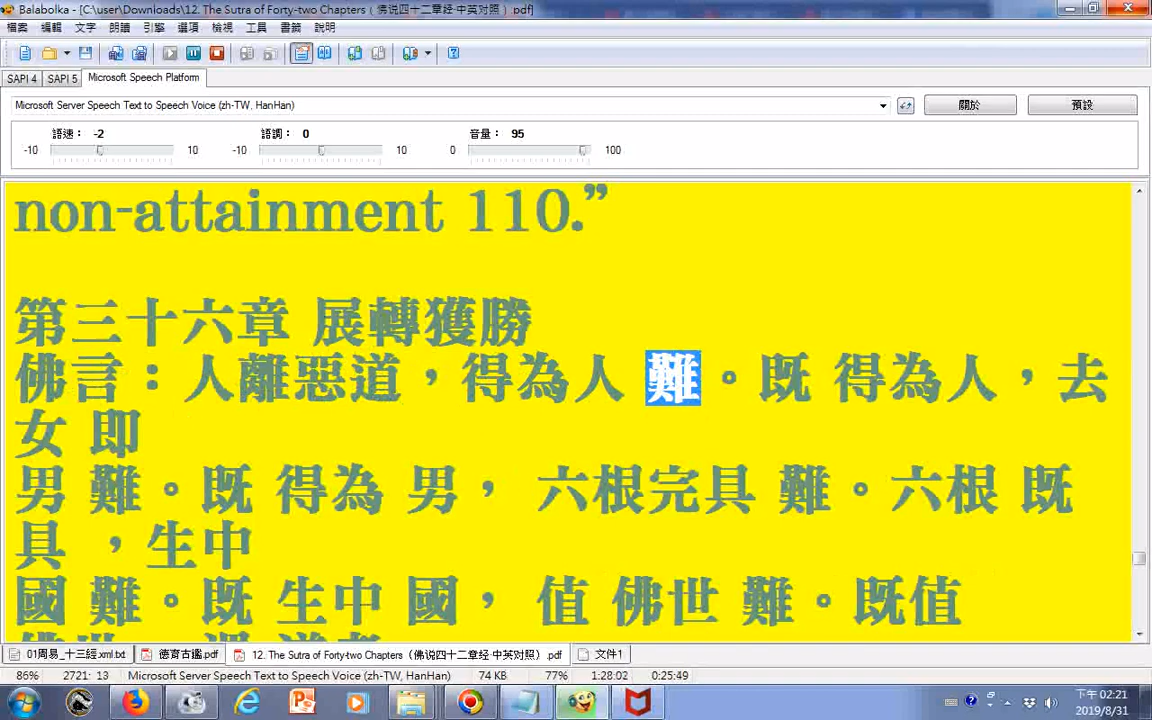 Balabolka - [C:\user\Downloads\12. The Sutra of Forty-two Chapters（佛说四十二章经·中英对照）.pdf]
檔案 編輯 文字 朗讀 引擎 選項 檢視 工具 書籤 說明
SAPI 4 SAPI 5 Microsoft Speech Platform
Microsoft Server Speech Text to Speech Voice (zh-TW, HanHan) 關於 預設
語速： -2 語調： 0 音量： 95
-10 10 -10 10 0 100
non-attainment 110.”
第三十六章 展轉獲勝
佛言：人離惡道，得為人 難。既 得為人，去
女 即
男 難。既 得為 男， 六根完具 難。六根 既
具 ，生中
國 難。既 生中 國， 值 佛世 難。既值
01周易_十三經.xml.txt 德育古鑑.pdf 12. The Sutra of Forty-two Chapters（佛说四十二章经·中英对照）.pdf 文件1
86% 2721: 13 Microsoft Server Speech Text to Speech Voice (zh-TW, HanHan) 74 KB 77% 1:28:02 0:25:49
下午 02:21
2019/8/31